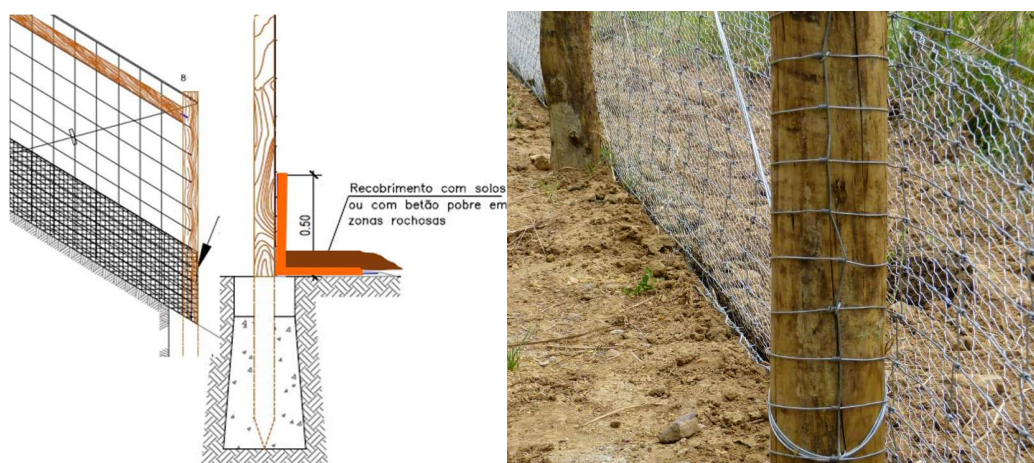 8
Recobrimento com solos
ou com betão pobre em
zonas rochosas
0.50